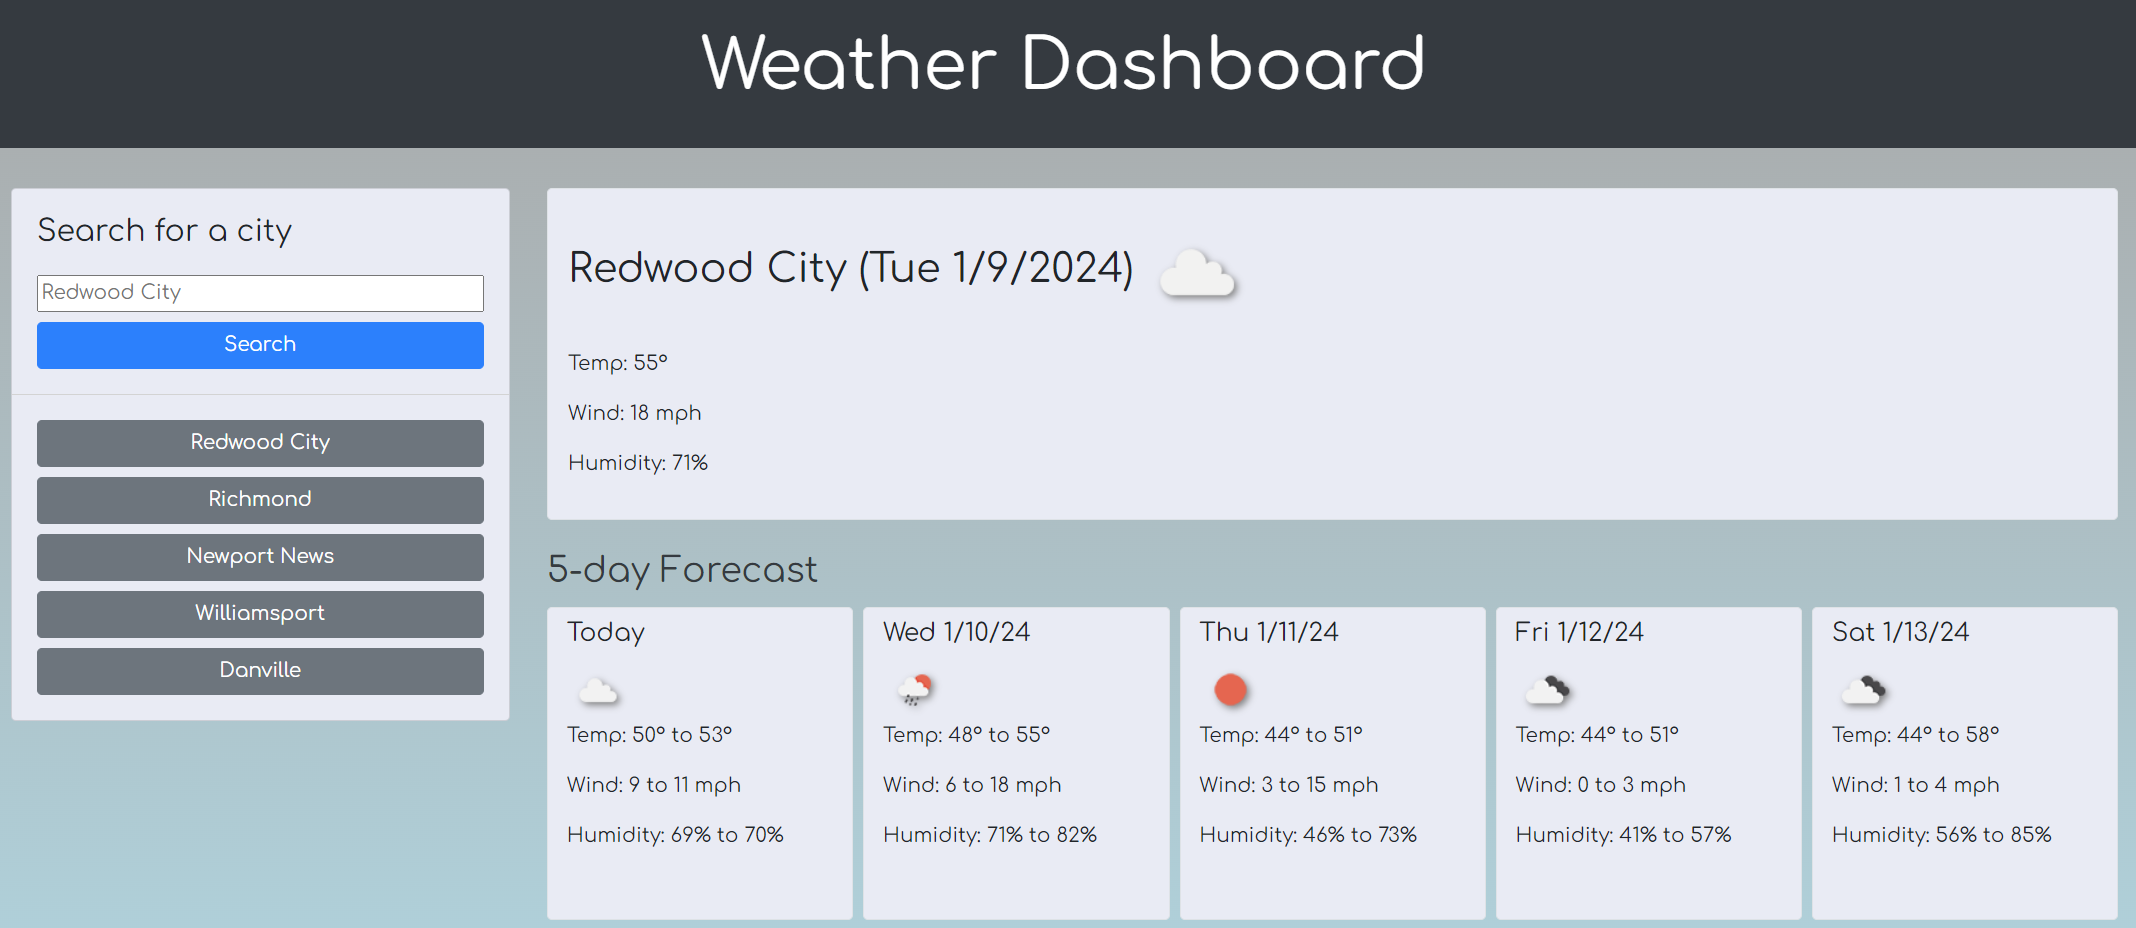 Weather Dashboard
Search for a city
Redwood City
Search
Redwood City
Richmond
Newport News
Williamsport
Danville
Redwood City (Tue 1/9/2024)
Temp: 55°
Wind: 18 mph
Humidity: 71%
5-day Forecast
Today
Temp: 50° to 53°
Wind: 9 to 11 mph
Humidity: 69% to 70%
Wed 1/10/24
Temp: 48° to 55°
Wind: 6 to 18 mph
Humidity: 71% to 82%
Thu 1/11/24
Temp: 44° to 51°
Wind: 3 to 15 mph
Humidity: 46% to 73%
Fri 1/12/24
Temp: 44° to 51°
Wind: 0 to 3 mph
Humidity: 41% to 57%
Sat 1/13/24
Temp: 44° to 58°
Wind: 1 to 4 mph
Humidity: 56% to 85%